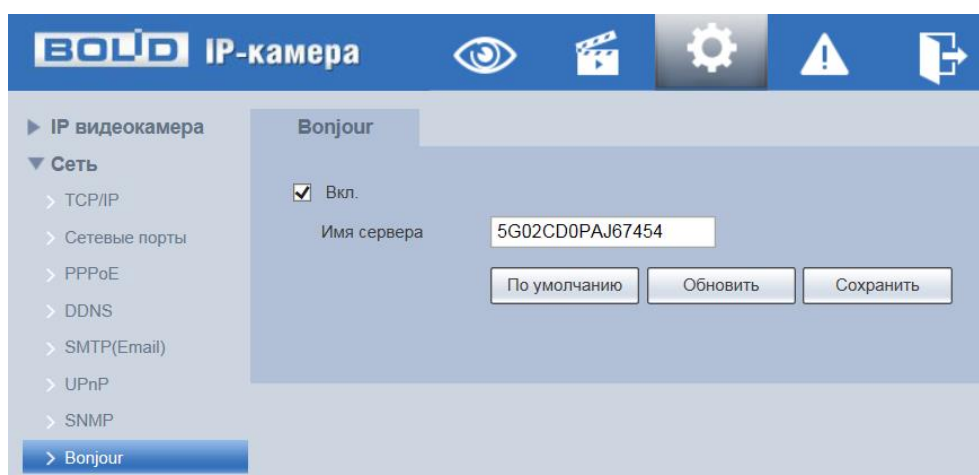 BOLID IP-камера
IP видеокамера
Bonjour
Сеть
TCP/IP
Вкл.
Сетевые порты
Имя сервера 5G02CD0PAJ67454
PPPoE
По умолчанию Обновить Сохранить
DDNS
SMTP(Email)
UPnP
SNMP
Bonjour